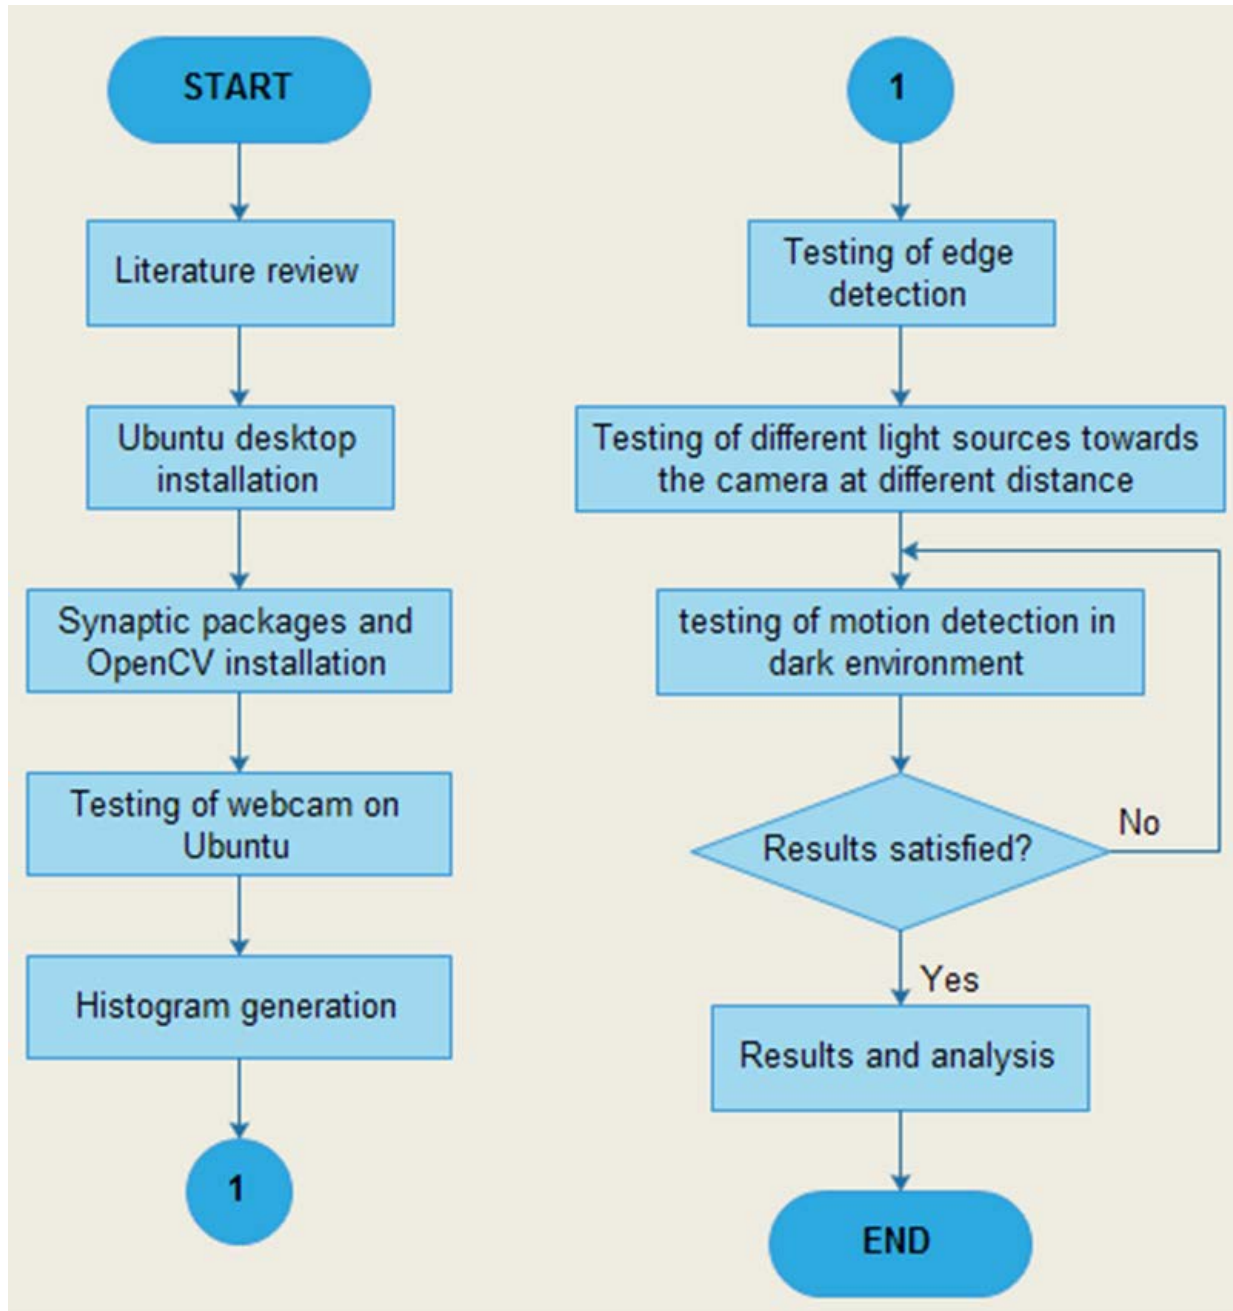 START
Literature review
Ubuntu desktop
installation
Synaptic packages and
OpenCV installation
Testing of webcam on
Ubuntu
Histogram generation
1
1
Testing of edge
detection
Testing of different light sources towards
the camera at different distance
testing of motion detection in
dark environment
Results satisfied?
No
Yes
Results and analysis
END